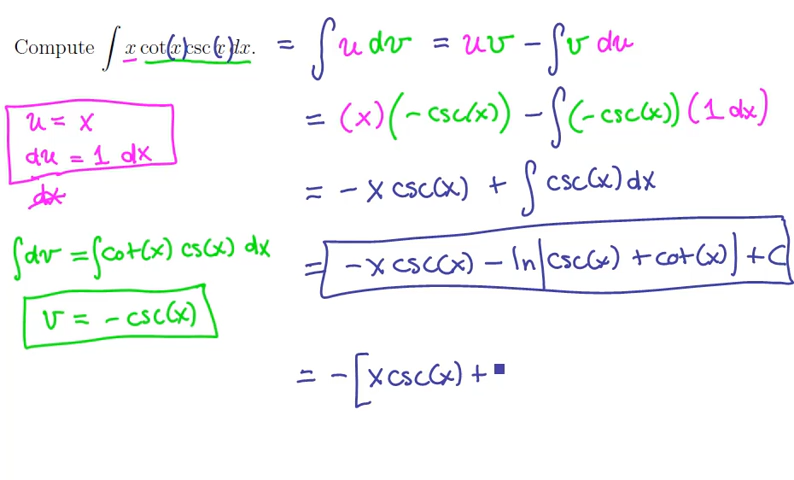 Compute ∫ x cot(x)csc(x)dx. = ∫ u dv = uv − ∫ v du
u = x
du = 1 dx
dx
= (x)(−csc(x)) − ∫(−csc(x))(1 dx)
= −x csc(x) + ∫ csc(x) dx
∫dv = ∫cot(x) cs(x) dx
v = −csc(x)
= −x csc(x) − ln|csc(x) + cot(x)| + C
= −[x csc(x) +